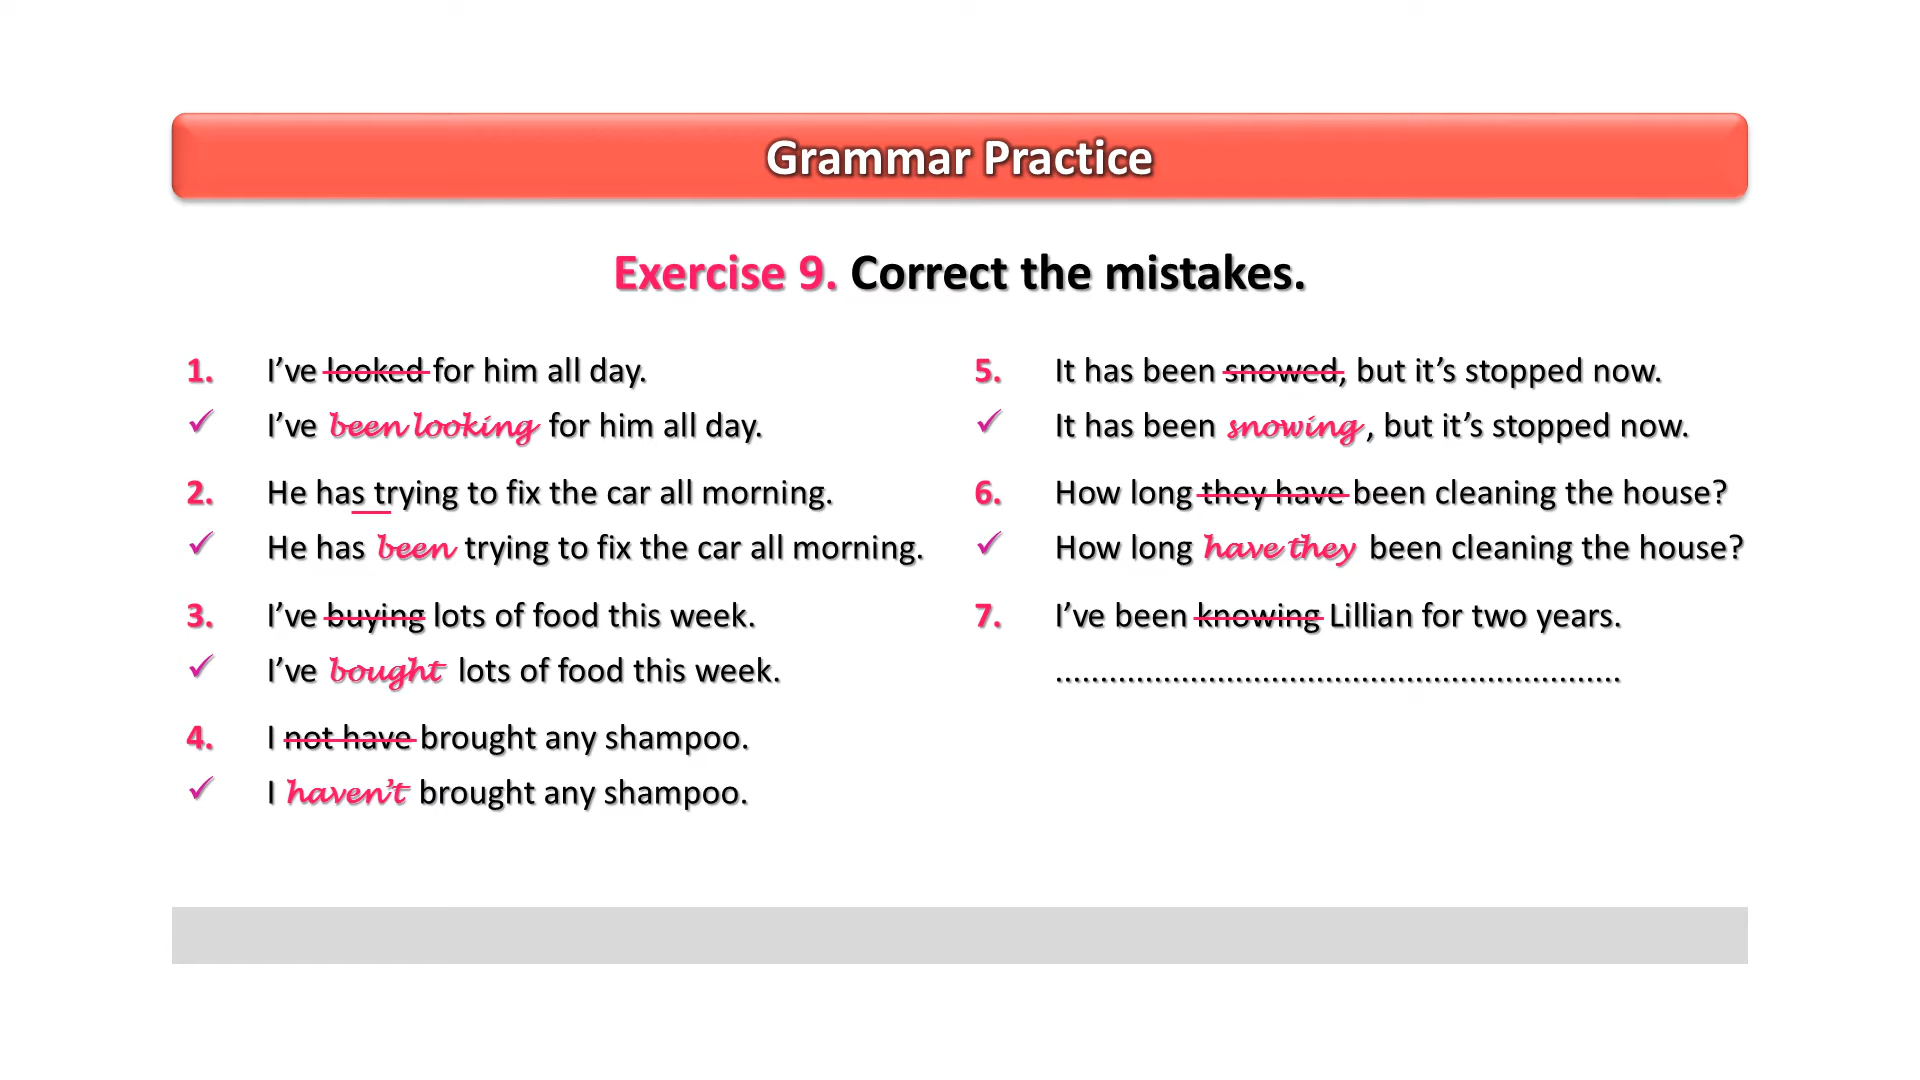 Grammar Practice
Exercise 9. Correct the mistakes.
1. I’ve looked for him all day.
✓ I’ve been looking for him all day.
2. He has trying to fix the car all morning.
✓ He has been trying to fix the car all morning.
3. I’ve buying lots of food this week.
✓ I’ve bought lots of food this week.
4. I not have brought any shampoo.
✓ I haven’t brought any shampoo.
5. It has been snowed, but it’s stopped now.
✓ It has been snowing, but it’s stopped now.
6. How long they have been cleaning the house?
✓ How long have they been cleaning the house?
7. I’ve been knowing Lillian for two years.
...............................................................